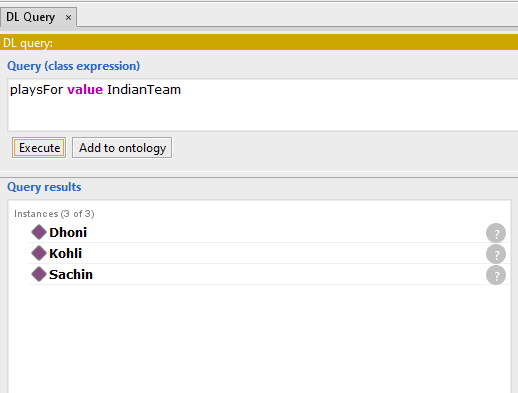 DL Query ×
DL query:
Query (class expression)
playsFor value IndianTeam
Execute Add to ontology
Query results
Instances (3 of 3)
Dhoni ?
Kohli ?
Sachin ?